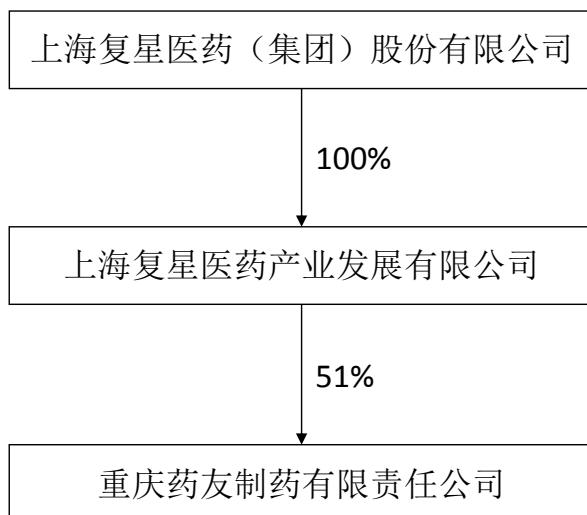 上海复星医药（集团）股份有限公司
100%
上海复星医药产业发展有限公司
51%
重庆药友制药有限责任公司